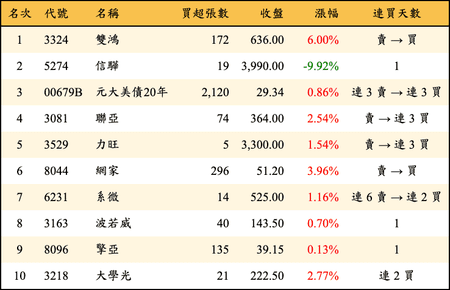 名次 代號 名稱 買超張數 收盤 漲幅 連買天數
1 3324 雙鴻 172 636.00 6.00% 賣 → 買
2 5274 信驊 19 3,990.00 -9.92% 1
3 00679B 元大美債20年 2,120 29.34 0.86% 連 3 賣 → 連 3 買
4 3081 聯亞 74 364.00 2.54% 賣 → 連 3 買
5 3529 力旺 5 3,300.00 1.54% 賣 → 連 3 買
6 8044 網家 296 51.20 3.96% 賣 → 買
7 6231 系微 14 525.00 1.16% 連 6 賣 → 連 2 買
8 3163 波若威 40 143.50 0.70% 1
9 8096 擎亞 135 39.15 0.13% 1
10 3218 大學光 21 222.50 2.77% 連 2 買